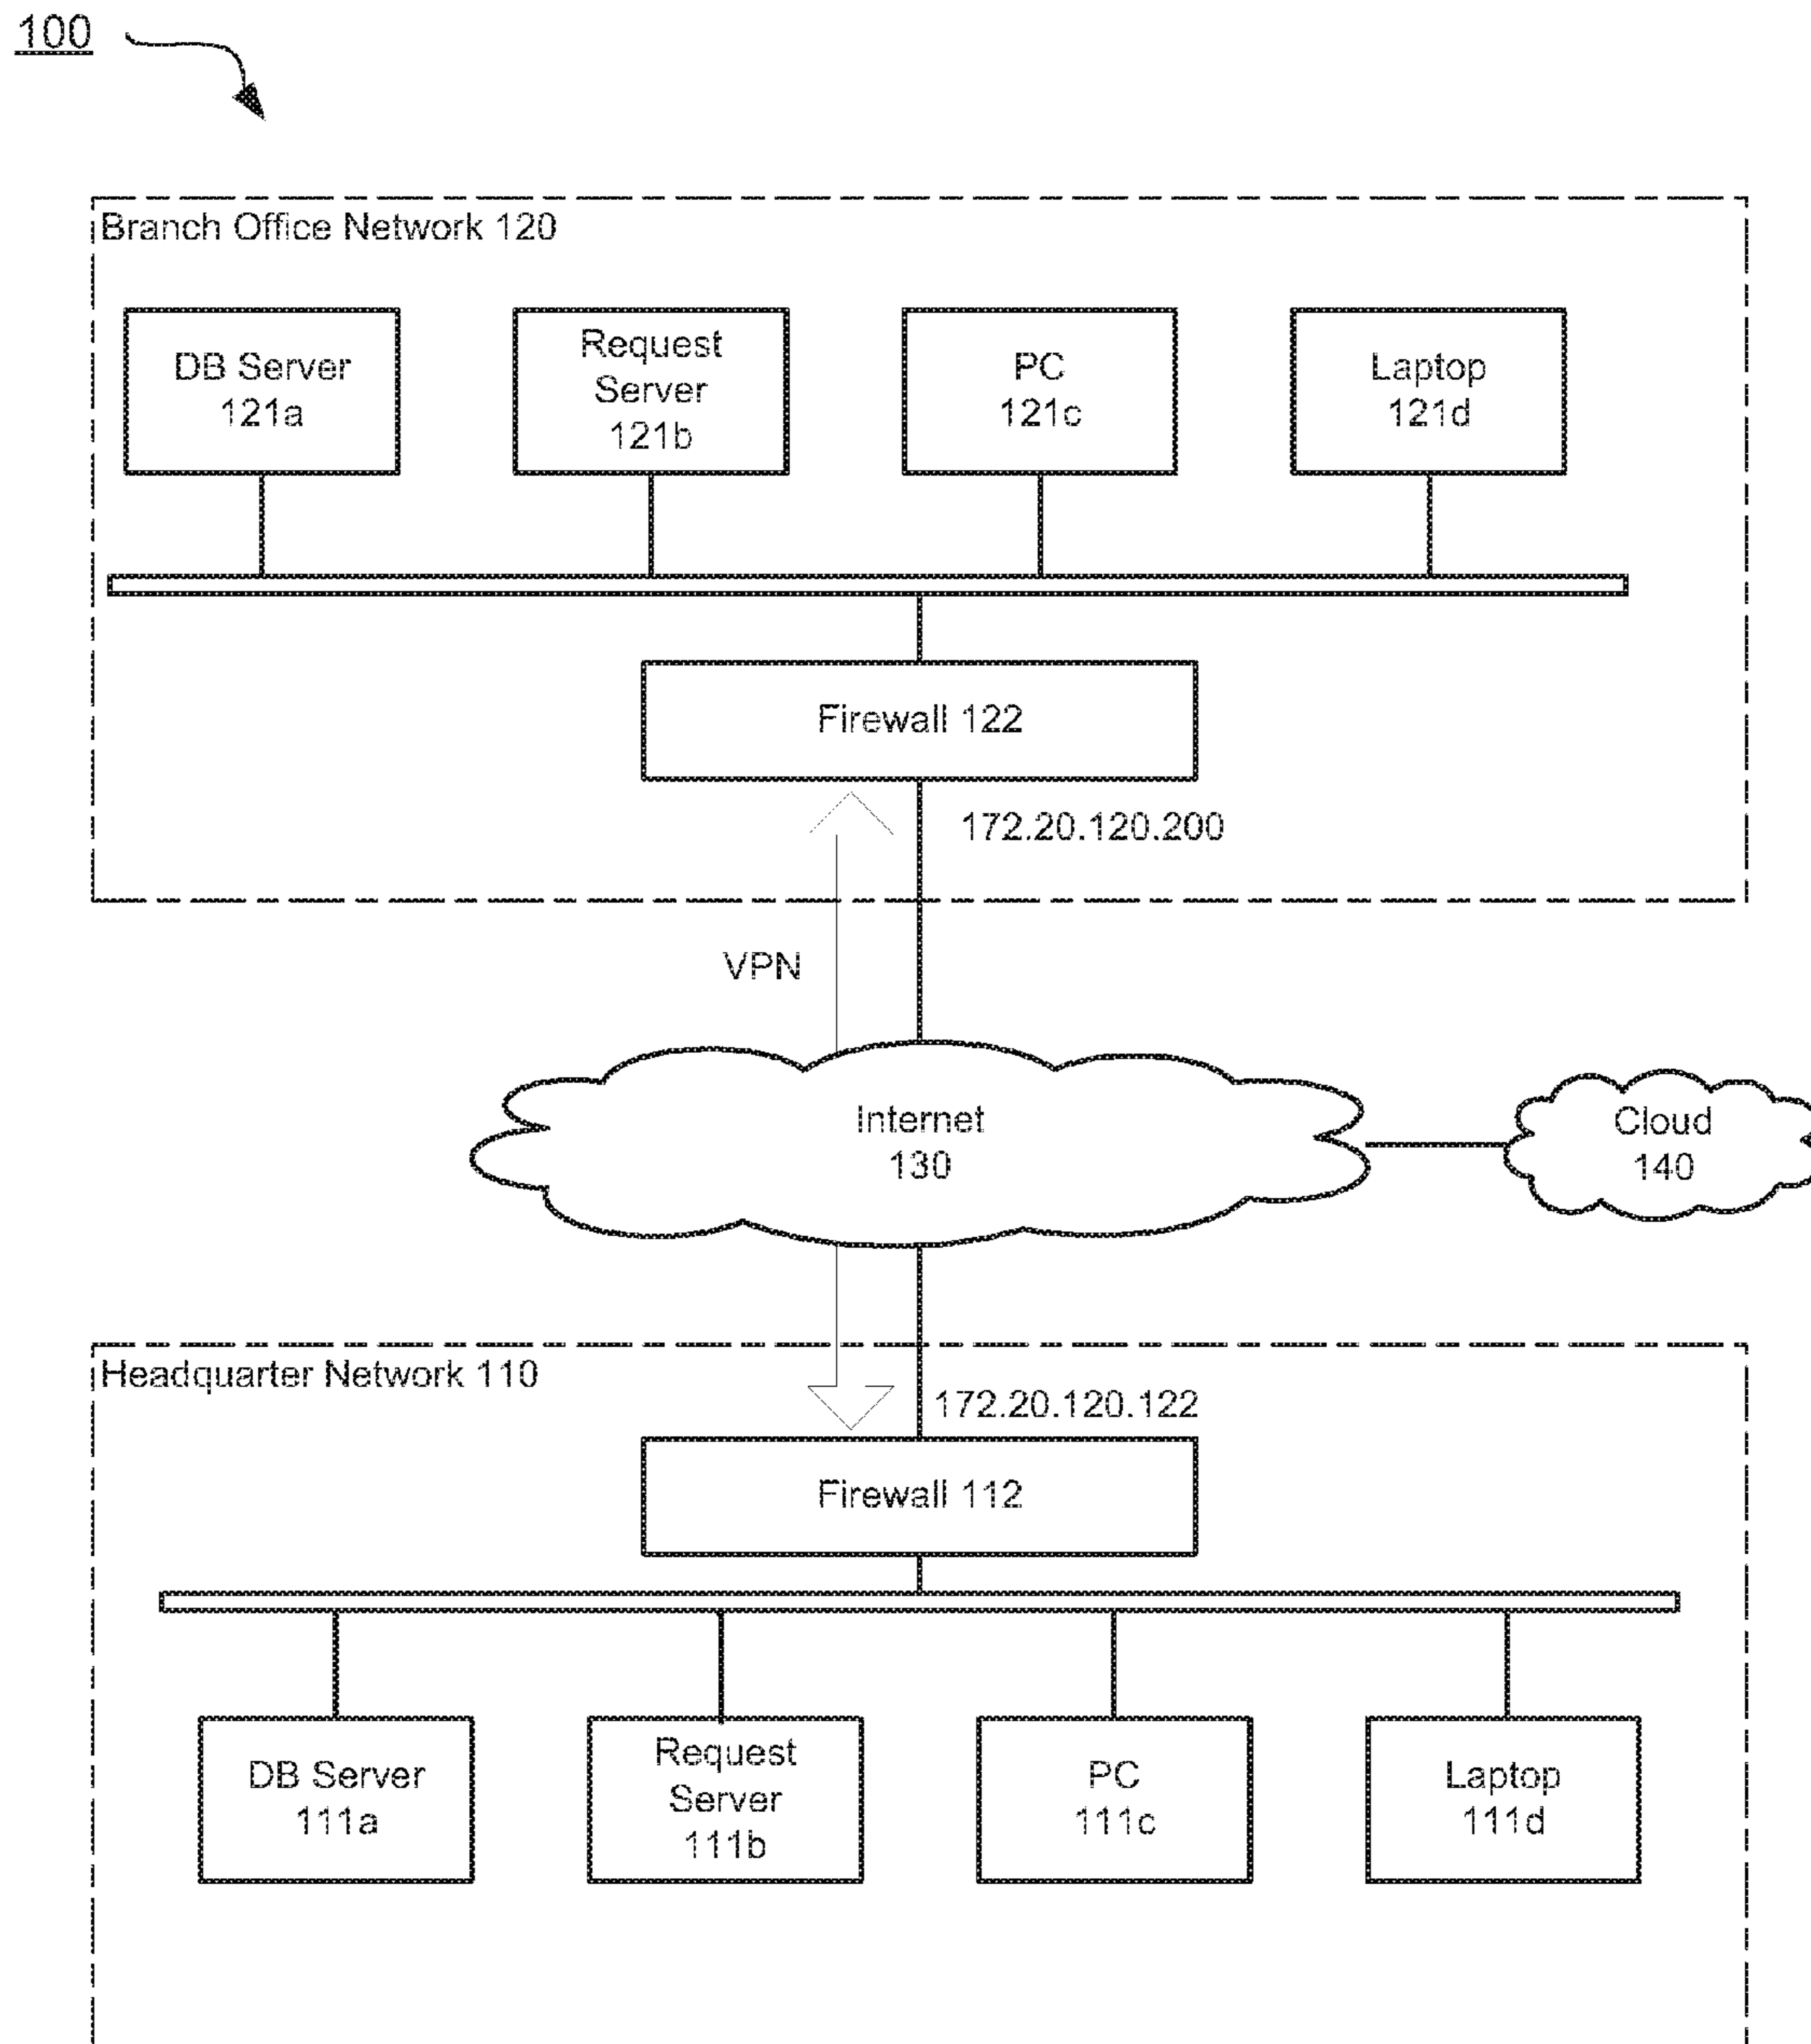 100
Branch Office Network 120
DB Server
121a
Request
Server
121b
PC
121c
Laptop
121d
Firewall 122
172.20.120.200
VPN
Internet
130
Cloud
140
Headquarter Network 110
172.20.120.122
Firewall 112
DB Server
111a
Request
Server
111b
PC
111c
Laptop
111d